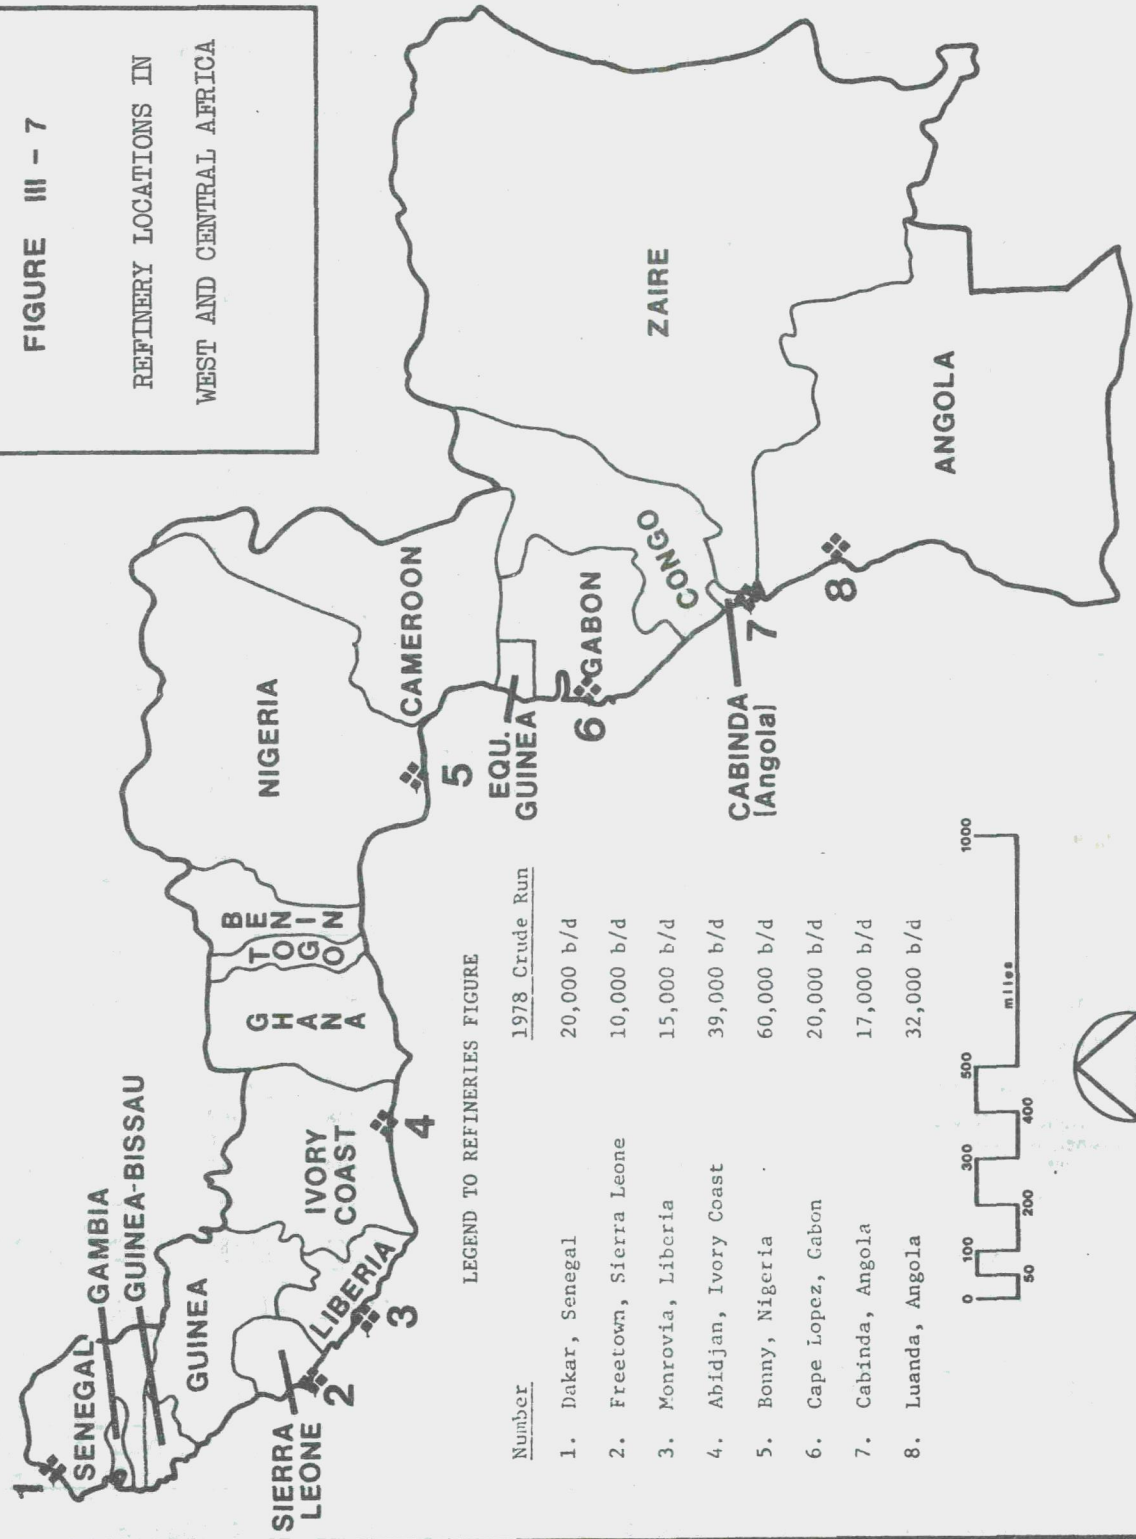 FIGURE III - 7
REFINERY LOCATIONS IN
WEST AND CENTRAL AFRICA
1
SENEGAL
GAMBIA
GUINEA-BISSAU
GUINEA
SIERRA
LEONE
2
LIBERIA
3
IVORY
COAST
4
GHANA
TOGO
BENIN
NIGERIA
5
CAMEROON
EQU.
GUINEA
6
GABON
CONGO
CABINDA
(Angola)
7
ZAIRE
8
ANGOLA
LEGEND TO REFINERIES FIGURE
Number 1978 Crude Run
1. Dakar, Senegal 20,000 b/d
2. Freetown, Sierra Leone 10,000 b/d
3. Monrovia, Liberia 15,000 b/d
4. Abidjan, Ivory Coast 39,000 b/d
5. Bonny, Nigeria 60,000 b/d
6. Cape Lopez, Gabon 20,000 b/d
7. Cabinda, Angola 17,000 b/d
8. Luanda, Angola 32,000 b/d
0 100 300 500 1000
miles
50 200 400